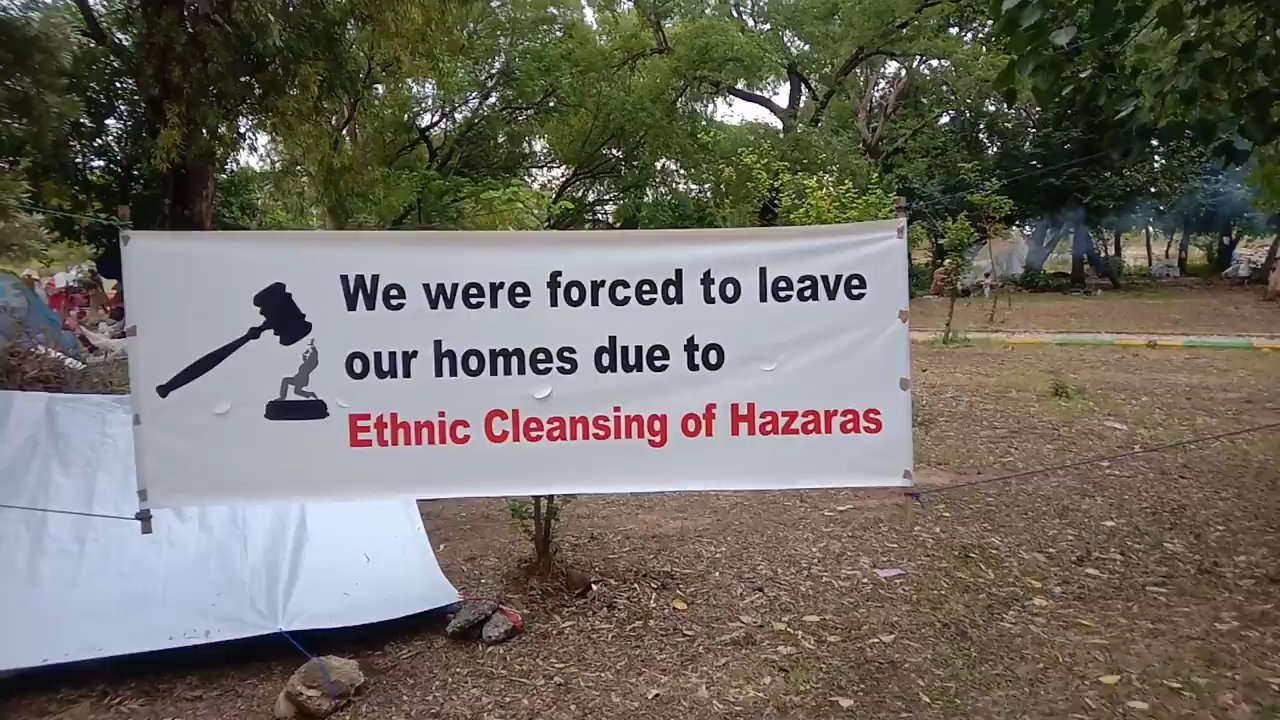 We were forced to leave
our homes due to
Ethnic Cleansing of Hazaras